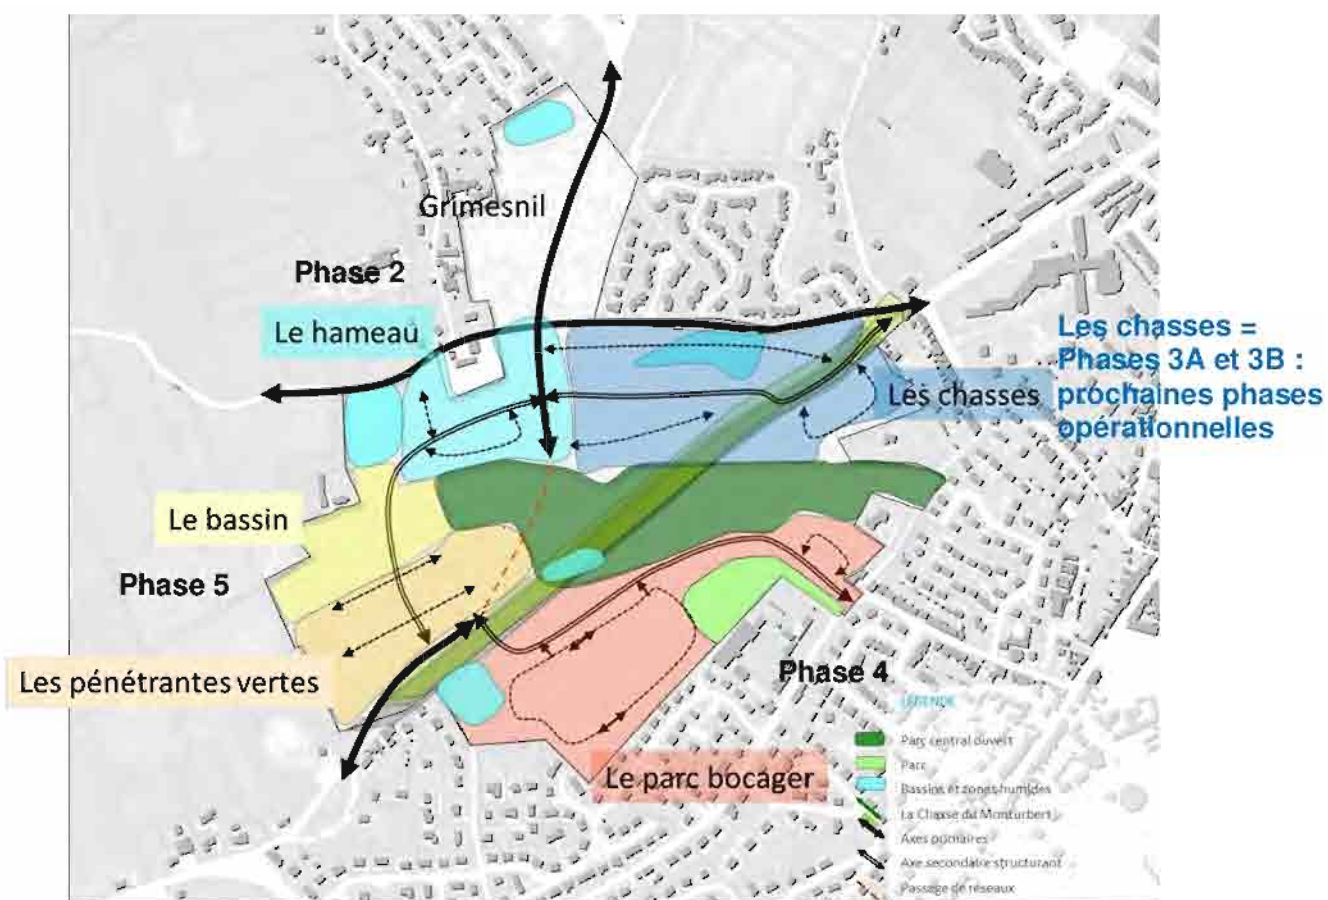 Grimesnil
Phase 2
Le hameau
Les chasses =
Phases 3A et 3B :
prochaines phases
opérationnelles
Les chasses
Le bassin
Phase 5
Les pénétrantes vertes
Phase 4
Le parc bocager
LÉGENDE
Parc central ouvert
Parc
Bassins et zones humides
La Chasse du Monturbert
Axes primaires
Axe secondaire structurant
Passage de réseaux